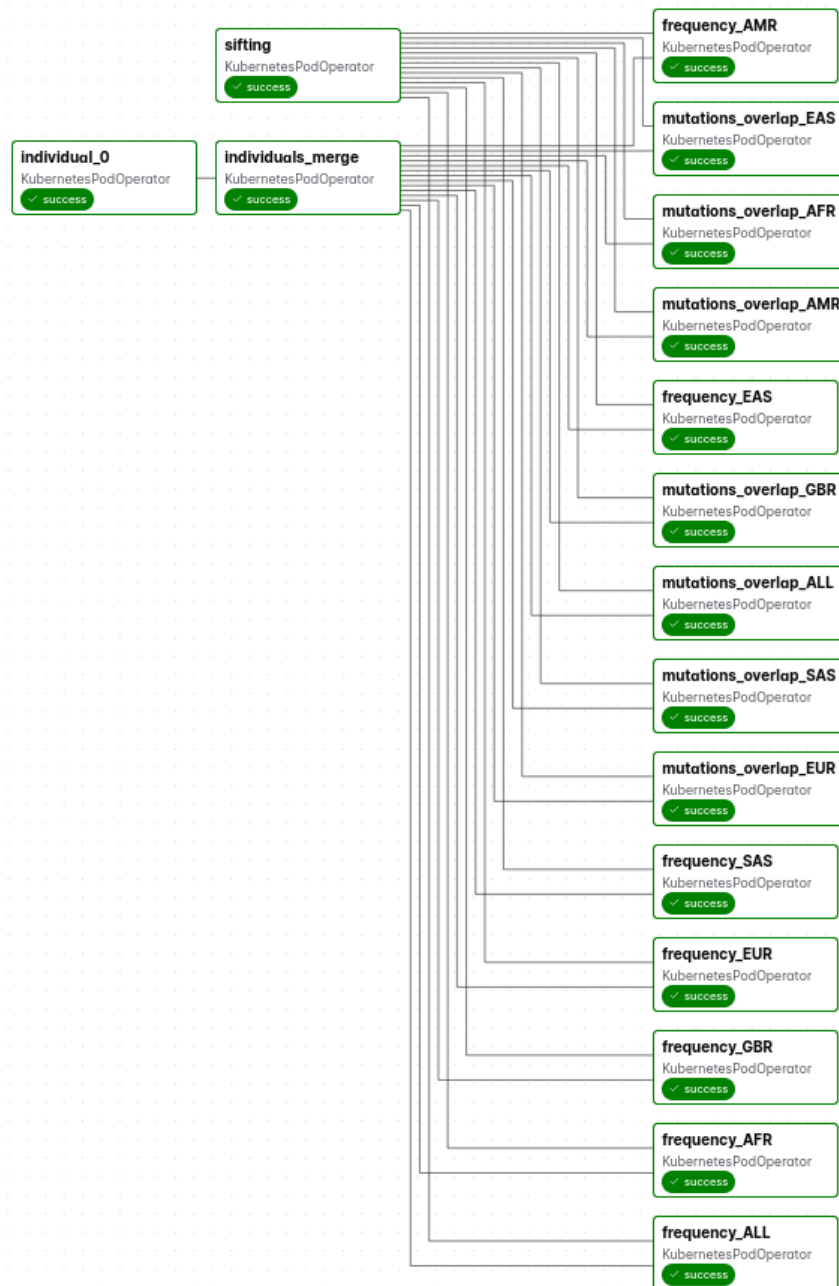 sifting
KubernetesPodOperator
success
individual_0
KubernetesPodOperator
success
individuals_merge
KubernetesPodOperator
success
frequency_AMR
KubernetesPodOperator
success
mutations_overlap_EAS
KubernetesPodOperator
success
mutations_overlap_AFR
KubernetesPodOperator
success
mutations_overlap_AMR
KubernetesPodOperator
success
frequency_EAS
KubernetesPodOperator
success
mutations_overlap_GBR
KubernetesPodOperator
success
mutations_overlap_ALL
KubernetesPodOperator
success
mutations_overlap_SAS
KubernetesPodOperator
success
mutations_overlap_EUR
KubernetesPodOperator
success
frequency_SAS
KubernetesPodOperator
success
frequency_EUR
KubernetesPodOperator
success
frequency_GBR
KubernetesPodOperator
success
frequency_AFR
KubernetesPodOperator
success
frequency_ALL
KubernetesPodOperator
success